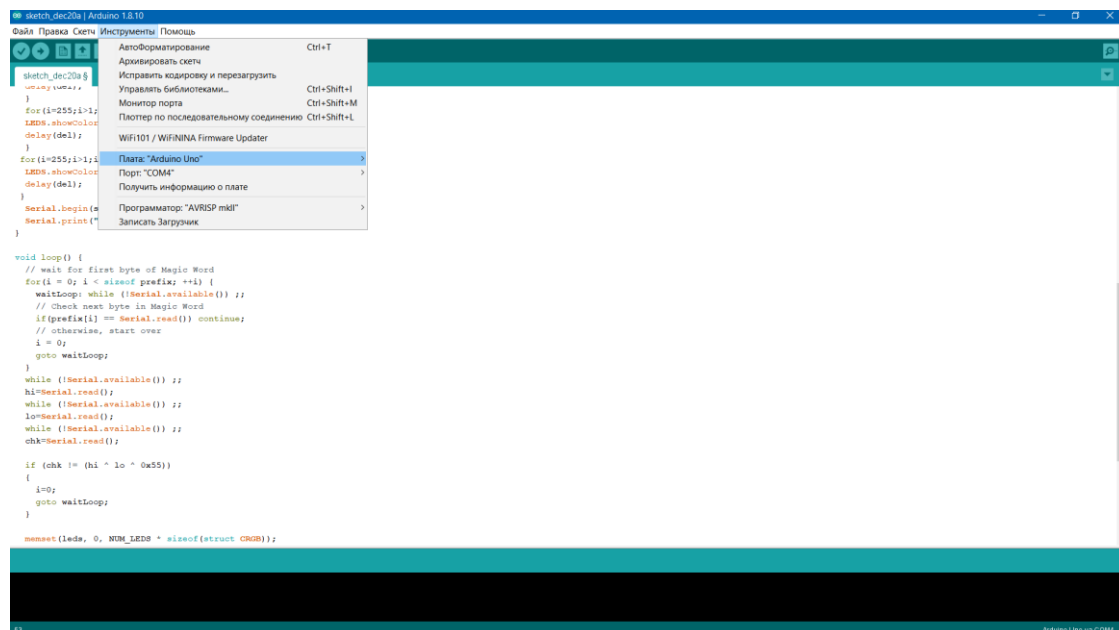 sketch_dec20a | Arduino 1.8.10
Файл Правка Скетч Инструменты Помощь
АвтоФорматирование Ctrl+T
Архивировать скетч
Исправить кодировку и перезагрузить
Управлять библиотеками... Ctrl+Shift+I
Монитор порта Ctrl+Shift+M
Плоттер по последовательному соединению Ctrl+Shift+L
WiFi101 / WiFiNINA Firmware Updater
Плата: "Arduino Uno"
Порт: "COM4"
Получить информацию о плате
Программатор: "AVRISP mkII"
Записать Загрузчик
sketch_dec20a §
delay(del);
}
for(i=255;i>1;
LEDS.showColor
delay(del);
}
for(i=255;i>1;i
LEDS.showColor
delay(del);
}
Serial.begin(s
Serial.print("
}
void loop() {
// wait for first byte of Magic Word
for(i = 0; i < sizeof prefix; ++i) {
waitLoop: while (!Serial.available()) ;;
// Check next byte in Magic Word
if(prefix[i] == Serial.read()) continue;
// otherwise, start over
i = 0;
goto waitLoop;
}
while (!Serial.available()) ;;
hi=Serial.read();
while (!Serial.available()) ;;
lo=Serial.read();
while (!Serial.available()) ;;
chk=Serial.read();
if (chk != (hi ^ lo ^ 0x55))
{
i=0;
goto waitLoop;
}
memset(leds, 0, NUM_LEDS * sizeof(struct CRGB));
Arduino Uno на COM4